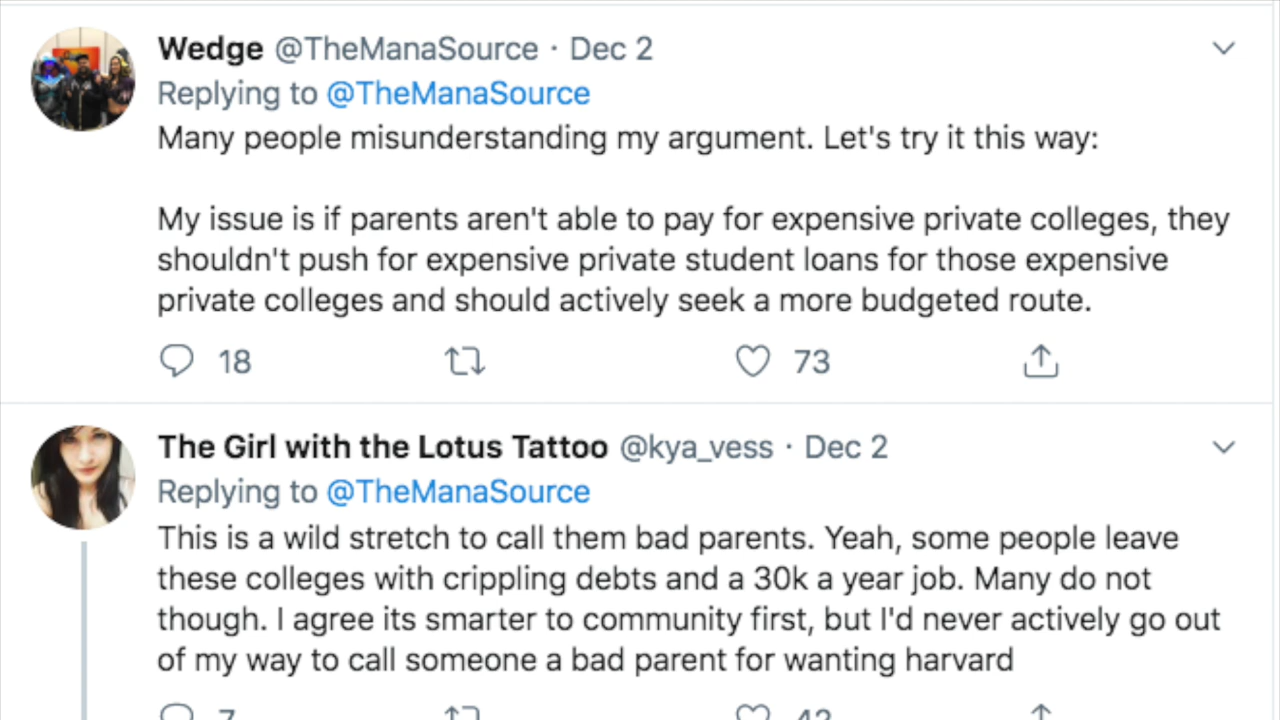 Wedge @TheManaSource · Dec 2
Replying to @TheManaSource
Many people misunderstanding my argument. Let's try it this way:
My issue is if parents aren't able to pay for expensive private colleges, they
shouldn't push for expensive private student loans for those expensive
private colleges and should actively seek a more budgeted route.
18 73
The Girl with the Lotus Tattoo @kya_vess · Dec 2
Replying to @TheManaSource
This is a wild stretch to call them bad parents. Yeah, some people leave
these colleges with crippling debts and a 30k a year job. Many do not
though. I agree its smarter to community first, but I'd never actively go out
of my way to call someone a bad parent for wanting harvard
7